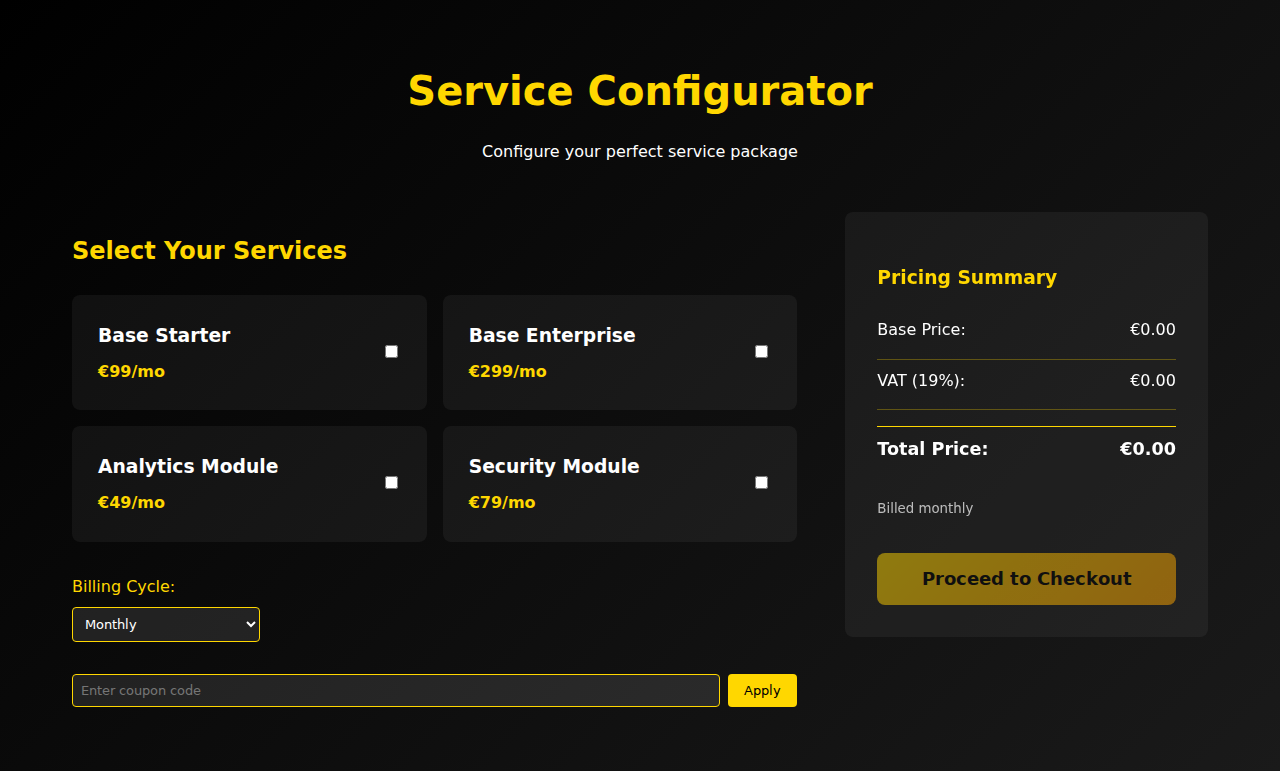 Service Configurator
Configure your perfect service package
Select Your Services
Base Starter
€99/mo
Base Enterprise
€299/mo
Analytics Module
€49/mo
Security Module
€79/mo
Billing Cycle:
Monthly
Enter coupon code
Apply
Pricing Summary
Base Price: €0.00
VAT (19%): €0.00
Total Price: €0.00
Billed monthly
Proceed to Checkout